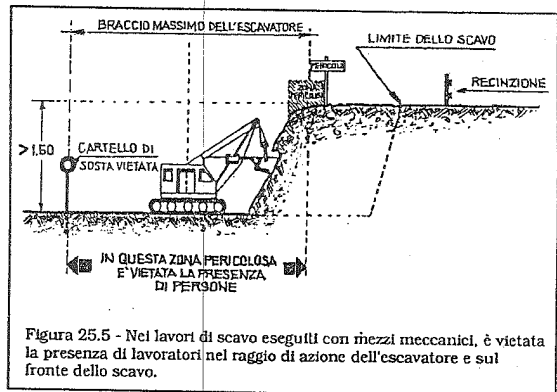 BRACCIO MASSIMO DELL'ESCAVATORE
LIMITE DELLO SCAVO
PERICOLO
ZONA
RECINZIONE
>1.50
CARTELLO DI
SOSTA VIETATA
IN QUESTA ZONA PERICOLOSA
E' VIETATA LA PRESENZA
DI PERSONE
Figura 25.5 - Nei lavori di scavo eseguiti con mezzi meccanici, è vietata
la presenza di lavoratori nel raggio di azione dell'escavatore e sul
fronte dello scavo.